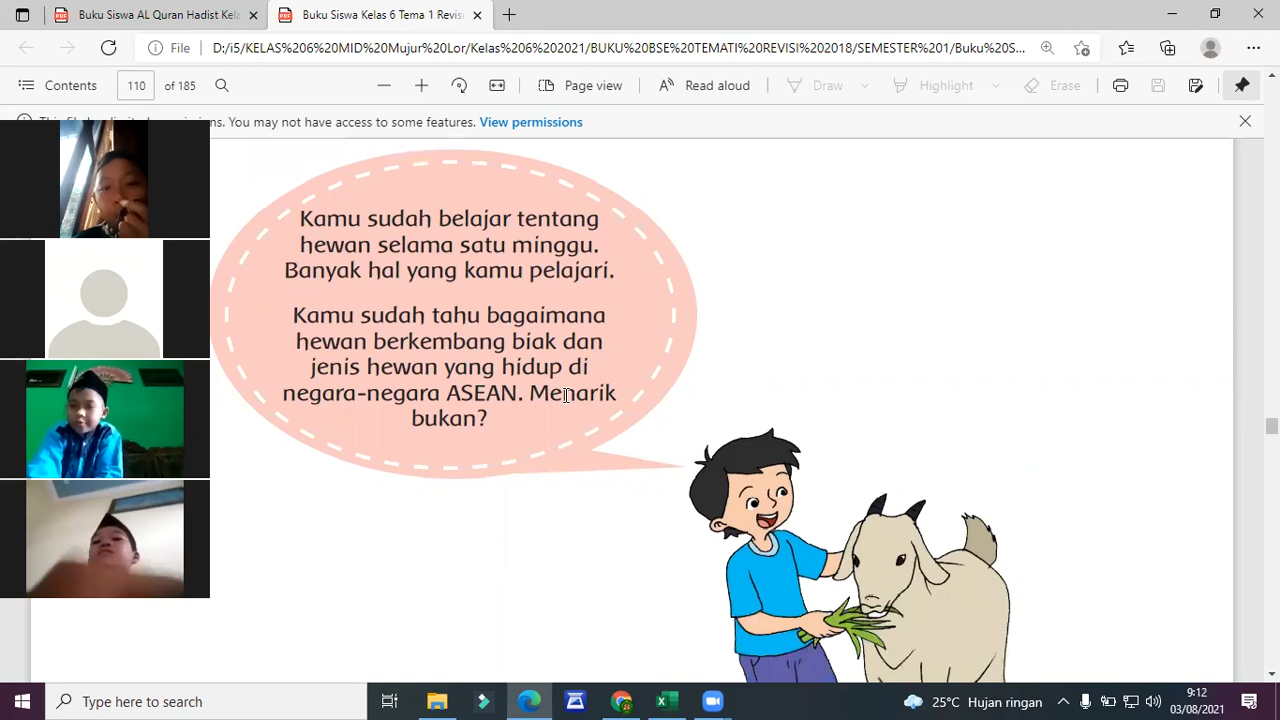 Buku Siswa AL Quran Hadist Kel
Buku Siswa Kelas 6 Tema 1 Revisi
File
D:/i5/KELAS%206%20MID%20Mujur%20Lor/Kelas%206%202021/BUKU%20BSE%20TEMATI%20REVISI%202018/SEMESTER%201/Buku%20S...
Contents
110 of 185
Page view
Read aloud
Draw
Highlight
Erase
ns. You may not have access to some features. View permissions
Kamu sudah belajar tentang
hewan selama satu minggu.
Banyak hal yang kamu pelajari.
Kamu sudah tahu bagaimana
hewan berkembang biak dan
jenis hewan yang hidup di
negara-negara ASEAN. Menarik
bukan?
Type here to search
25°C Hujan ringan
9:12
03/08/2021